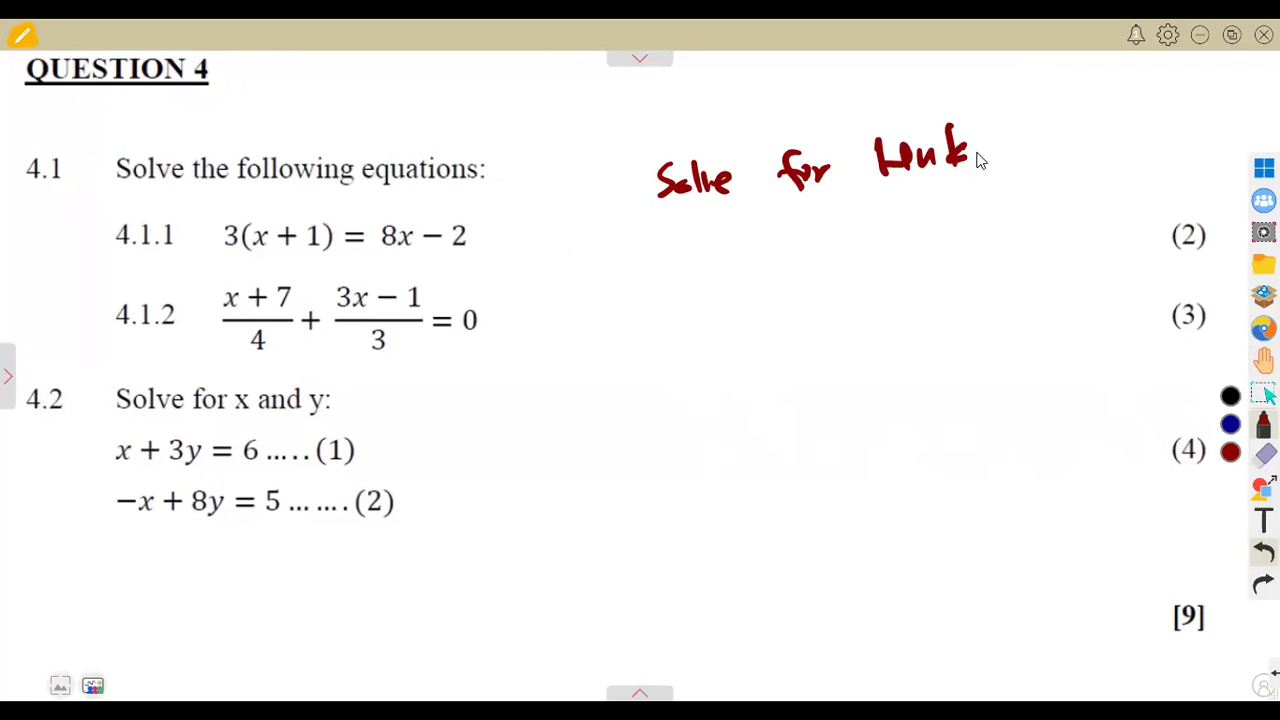 QUESTION 4
4.1 Solve the following equations:
Solve for
4.1.1 3(x + 1) = 8x − 2 (2)
4.1.2 \frac{x + 7}{4} + \frac{3x − 1}{3} = 0 (3)
4.2 Solve for x and y:
x + 3y = 6 ..... (1) (4)
−x + 8y = 5 ... ... . (2)
[9]
T